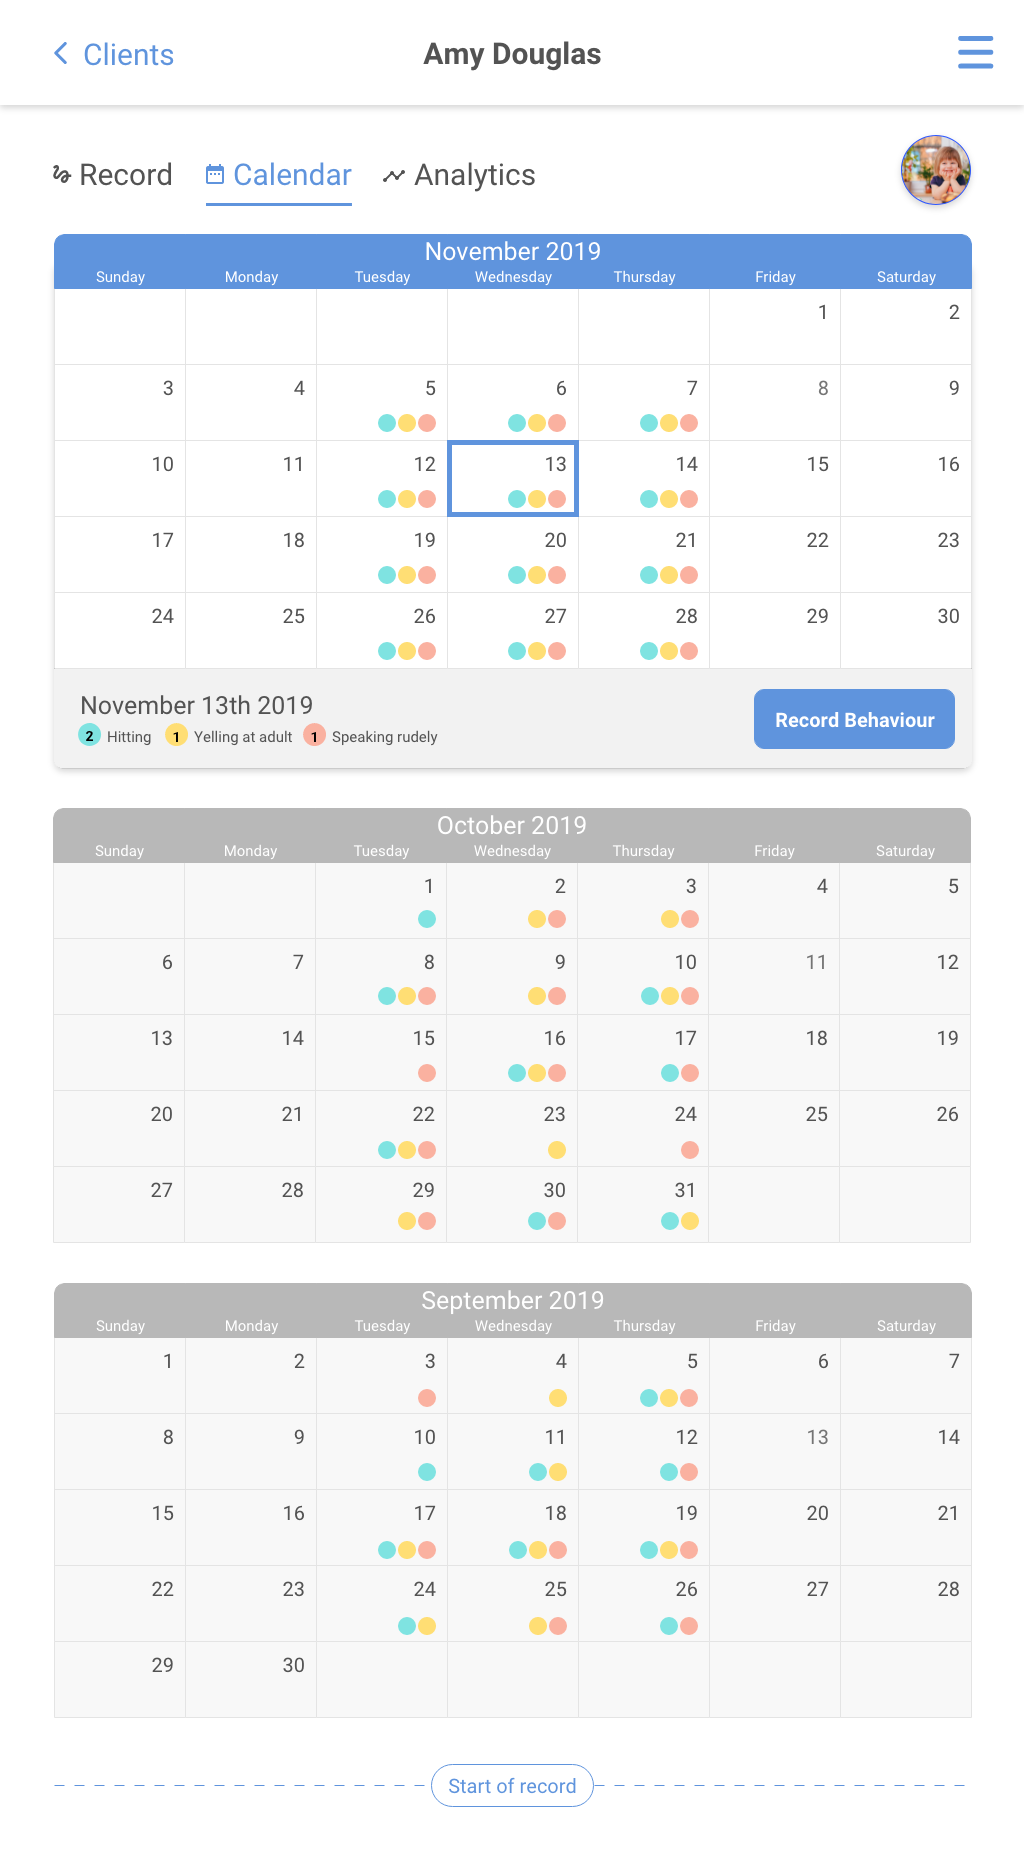 Clients
Amy Douglas
Record Calendar Analytics
November 2019
Sunday Monday Tuesday Wednesday Thursday Friday Saturday
1 2
3 4 5 6 7 8 9
10 11 12 13 14 15 16
17 18 19 20 21 22 23
24 25 26 27 28 29 30
November 13th 2019
2 Hitting 1 Yelling at adult 1 Speaking rudely
Record Behaviour
October 2019
Sunday Monday Tuesday Wednesday Thursday Friday Saturday
1 2 3 4 5
6 7 8 9 10 11 12
13 14 15 16 17 18 19
20 21 22 23 24 25 26
27 28 29 30 31
September 2019
Sunday Monday Tuesday Wednesday Thursday Friday Saturday
1 2 3 4 5 6 7
8 9 10 11 12 13 14
15 16 17 18 19 20 21
22 23 24 25 26 27 28
29 30
Start of record